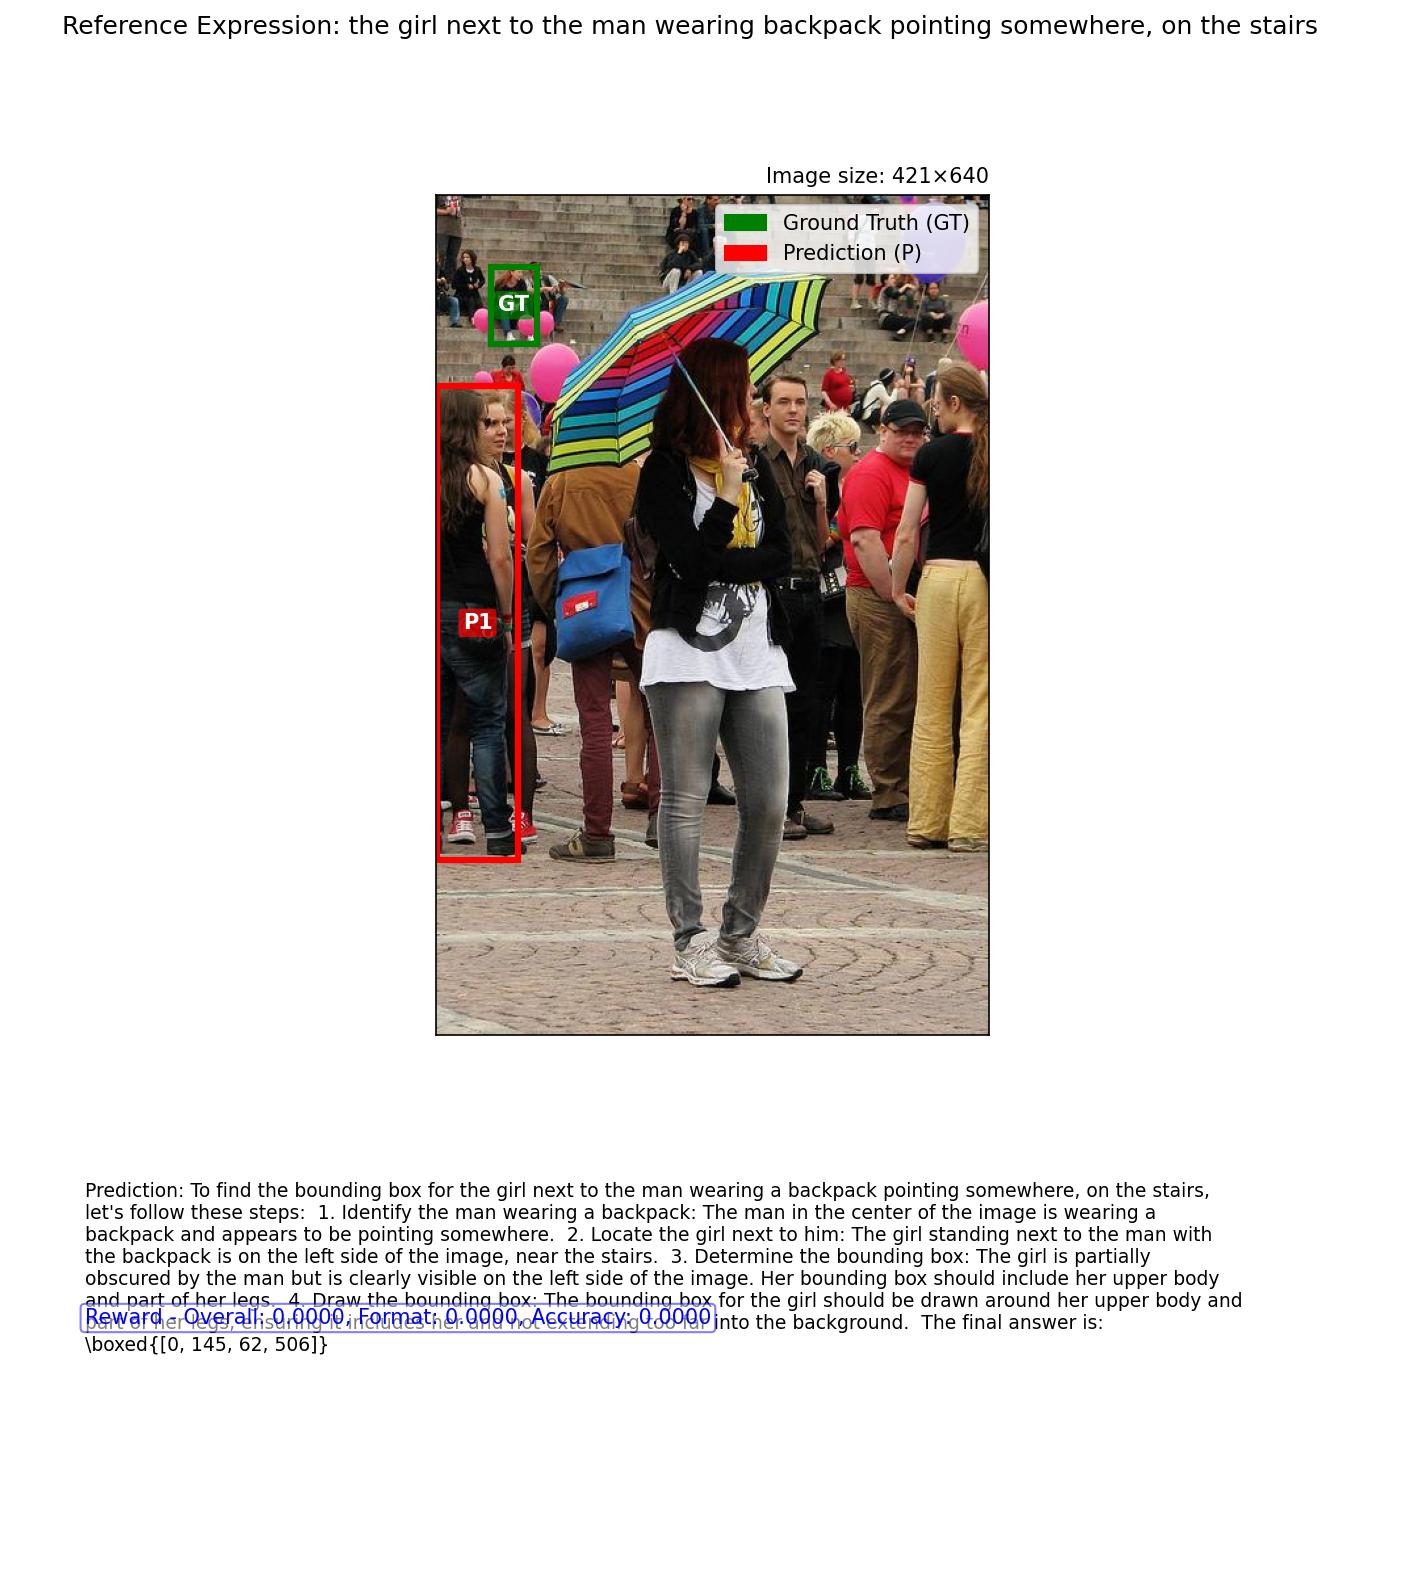 Reference Expression: the girl next to the man wearing backpack pointing somewhere, on the stairs
Image size: 421×640
Ground Truth (GT)
Prediction (P)
GT
P1
Prediction: To find the bounding box for the girl next to the man wearing a backpack pointing somewhere, on the stairs,
let's follow these steps:  1. Identify the man wearing a backpack: The man in the center of the image is wearing a
backpack and appears to be pointing somewhere.  2. Locate the girl next to him: The girl standing next to the man with
the backpack is on the left side of the image, near the stairs.  3. Determine the bounding box: The girl is partially
obscured by the man but is clearly visible on the left side of the image. Her bounding box should include her upper body
and part of her legs.  4. Draw the bounding box: The bounding box for the girl should be drawn around her upper body and
Reward - Overall: 0.0000, Format: 0.0000, Accuracy: 0.0000
part of her legs, ensuring it includes her and not extending too far into the background.  The final answer is:
\boxed{[0, 145, 62, 506]}